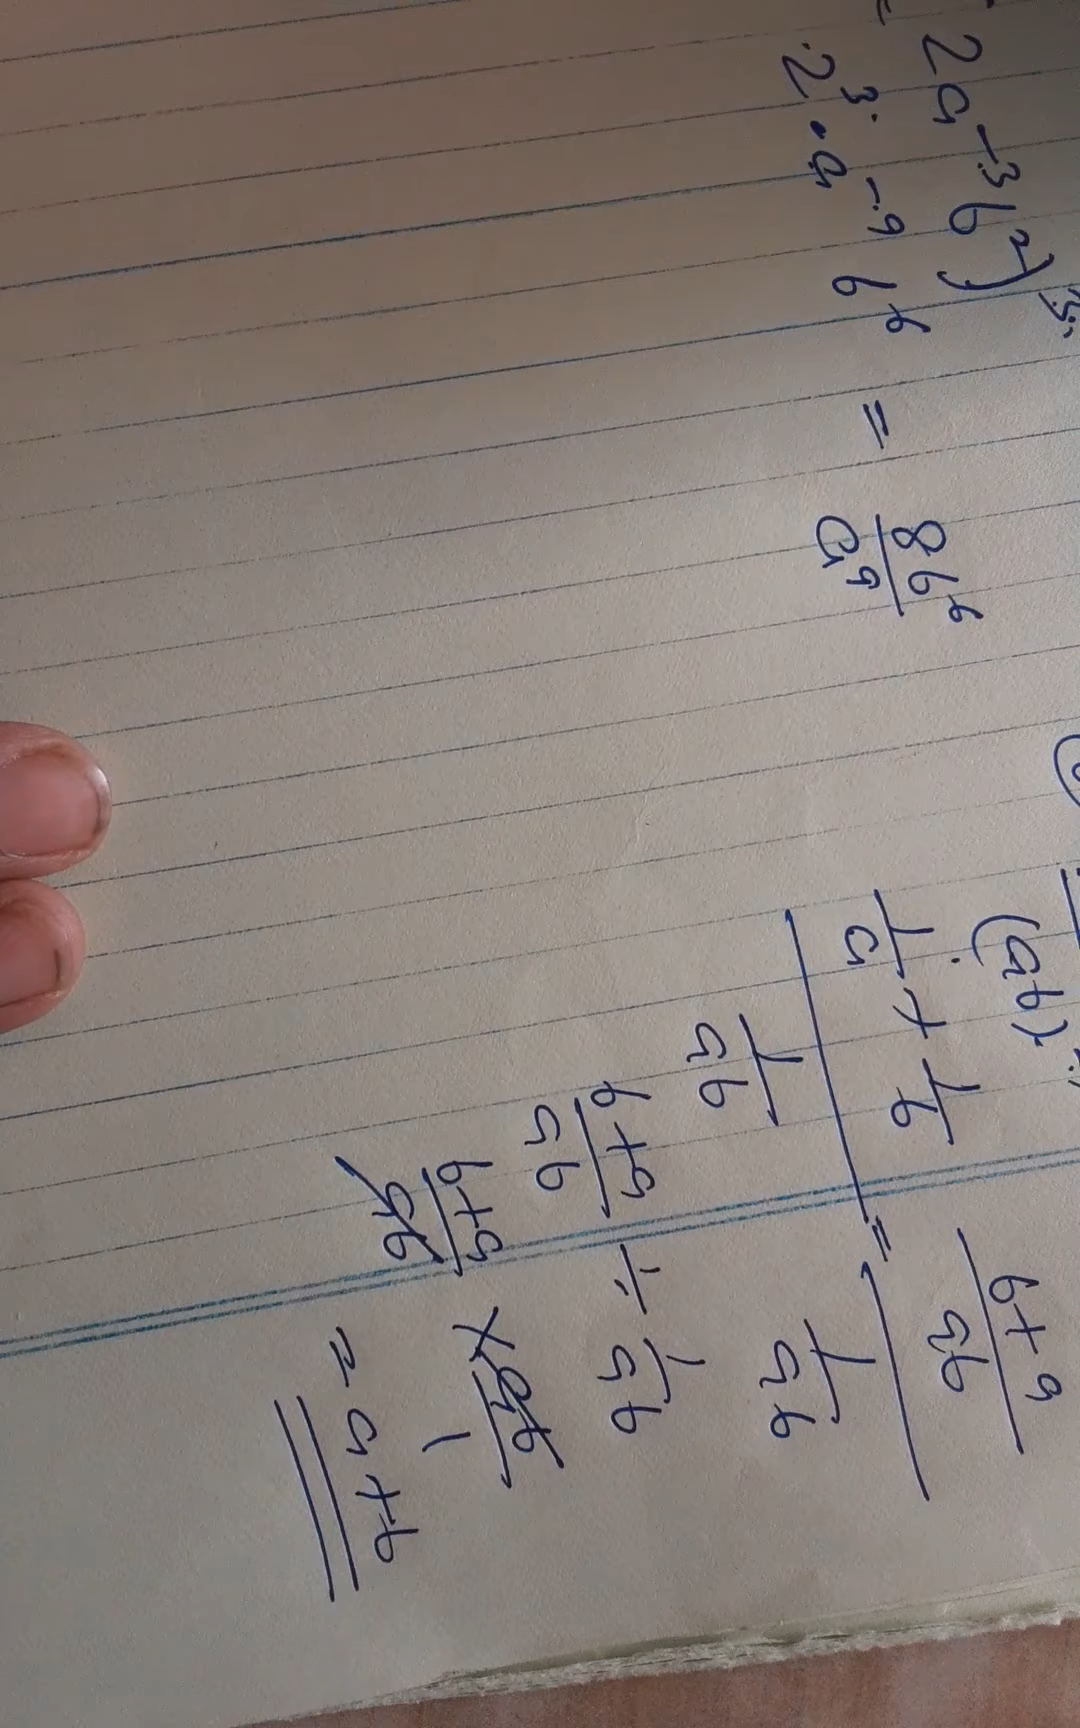 2a⁻³b²)³
= 2³·a⁻⁹b⁶ = 8b⁶/a⁹
(ab)⁻
(1/a + 1/b)/(1/ab) = ((b+a)/ab)/(1/ab)
(b+a)/ab ÷ 1/ab
(b+a)/ab × ab/1
= a+b